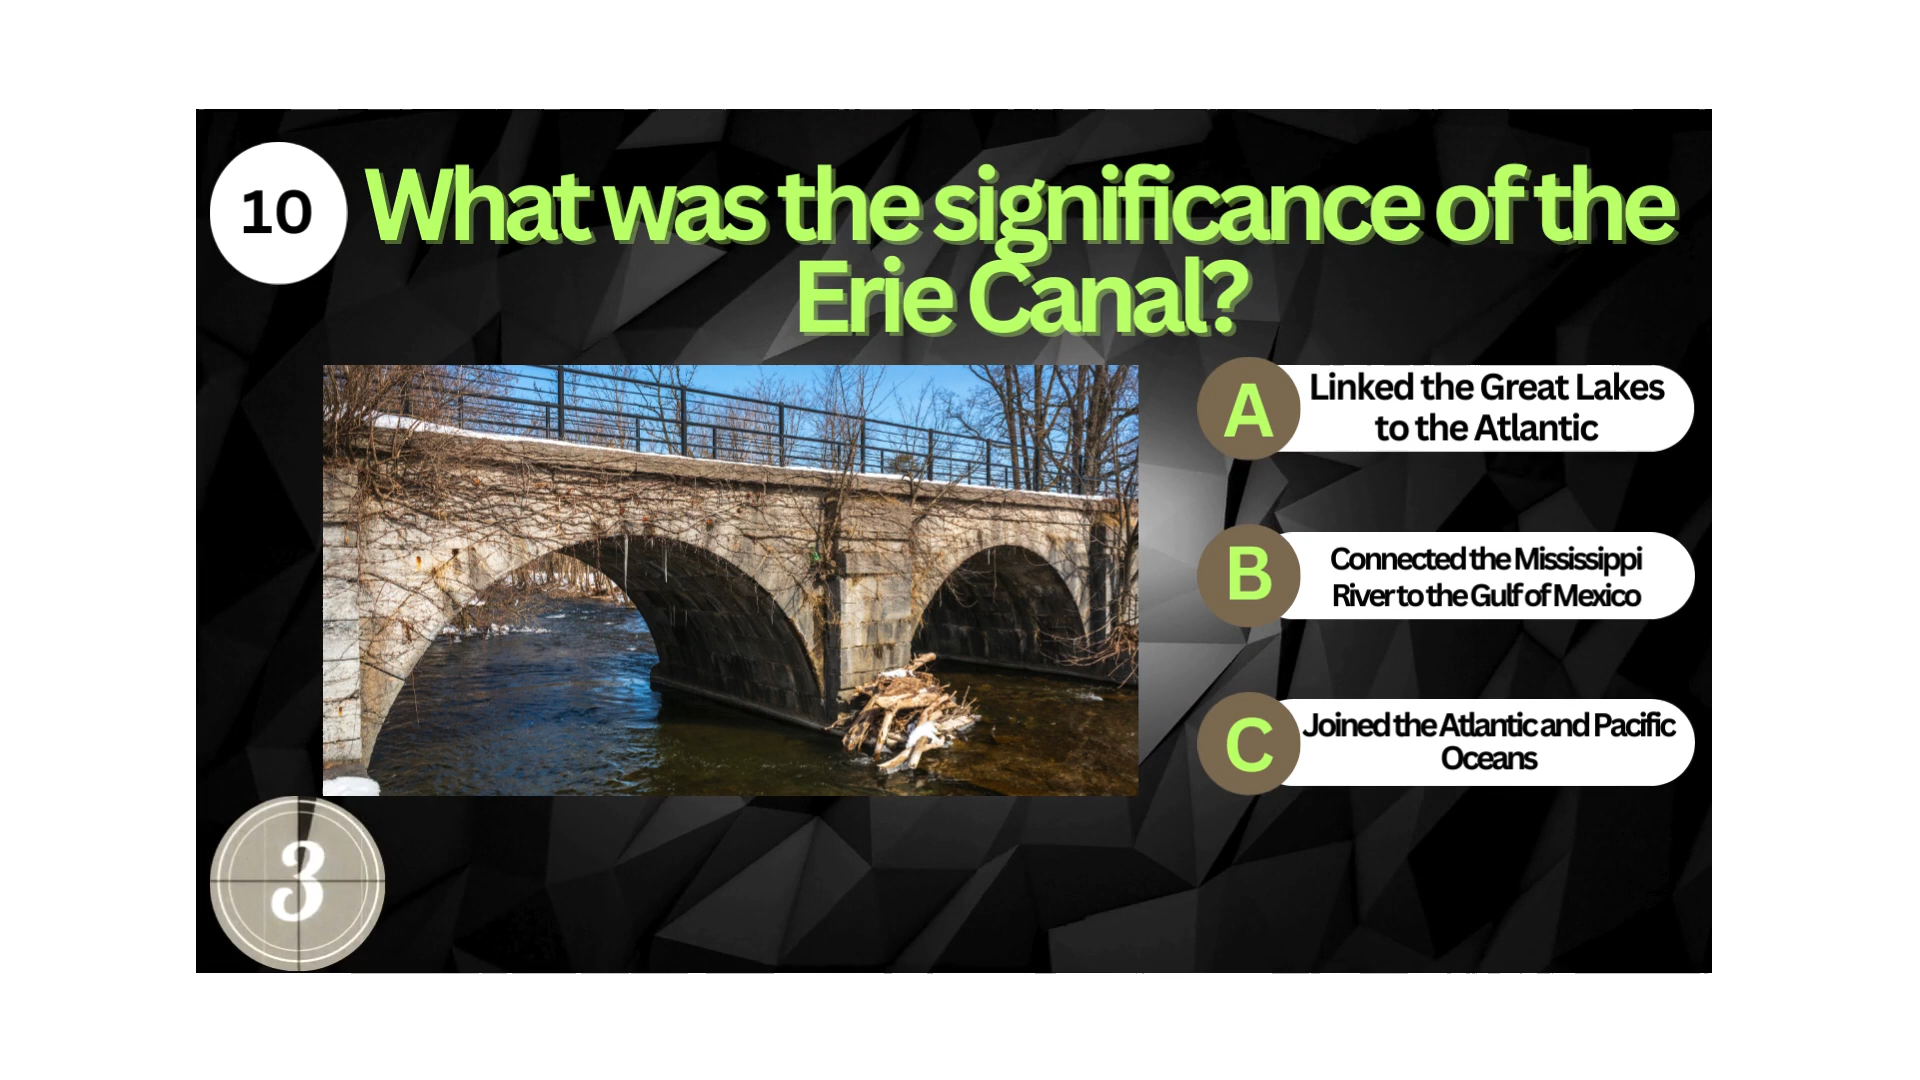 10
What was the significance of the
Erie Canal?
A
Linked the Great Lakes
to the Atlantic
B
Connected the Mississippi
River to the Gulf of Mexico
C
Joined the Atlantic and Pacific
Oceans
3